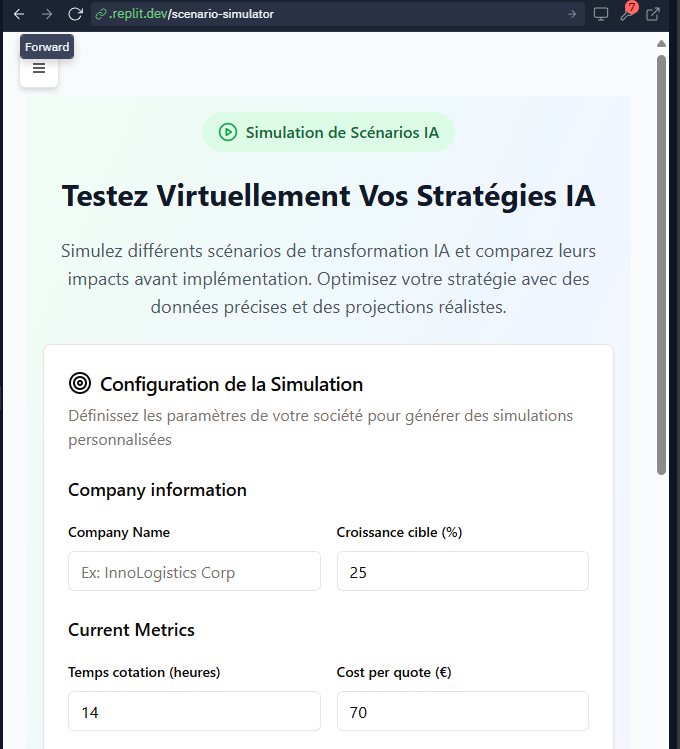 .replit.dev/scenario-simulator
7
Forward
Simulation de Scénarios IA
Testez Virtuellement Vos Stratégies IA
Simulez différents scénarios de transformation IA et comparez leurs
impacts avant implémentation. Optimisez votre stratégie avec des
données précises et des projections réalistes.
Configuration de la Simulation
Définissez les paramètres de votre société pour générer des simulations
personnalisées
Company information
Company Name
Croissance cible (%)
Ex: InnoLogistics Corp
25
Current Metrics
Temps cotation (heures)
Cost per quote (€)
14
70